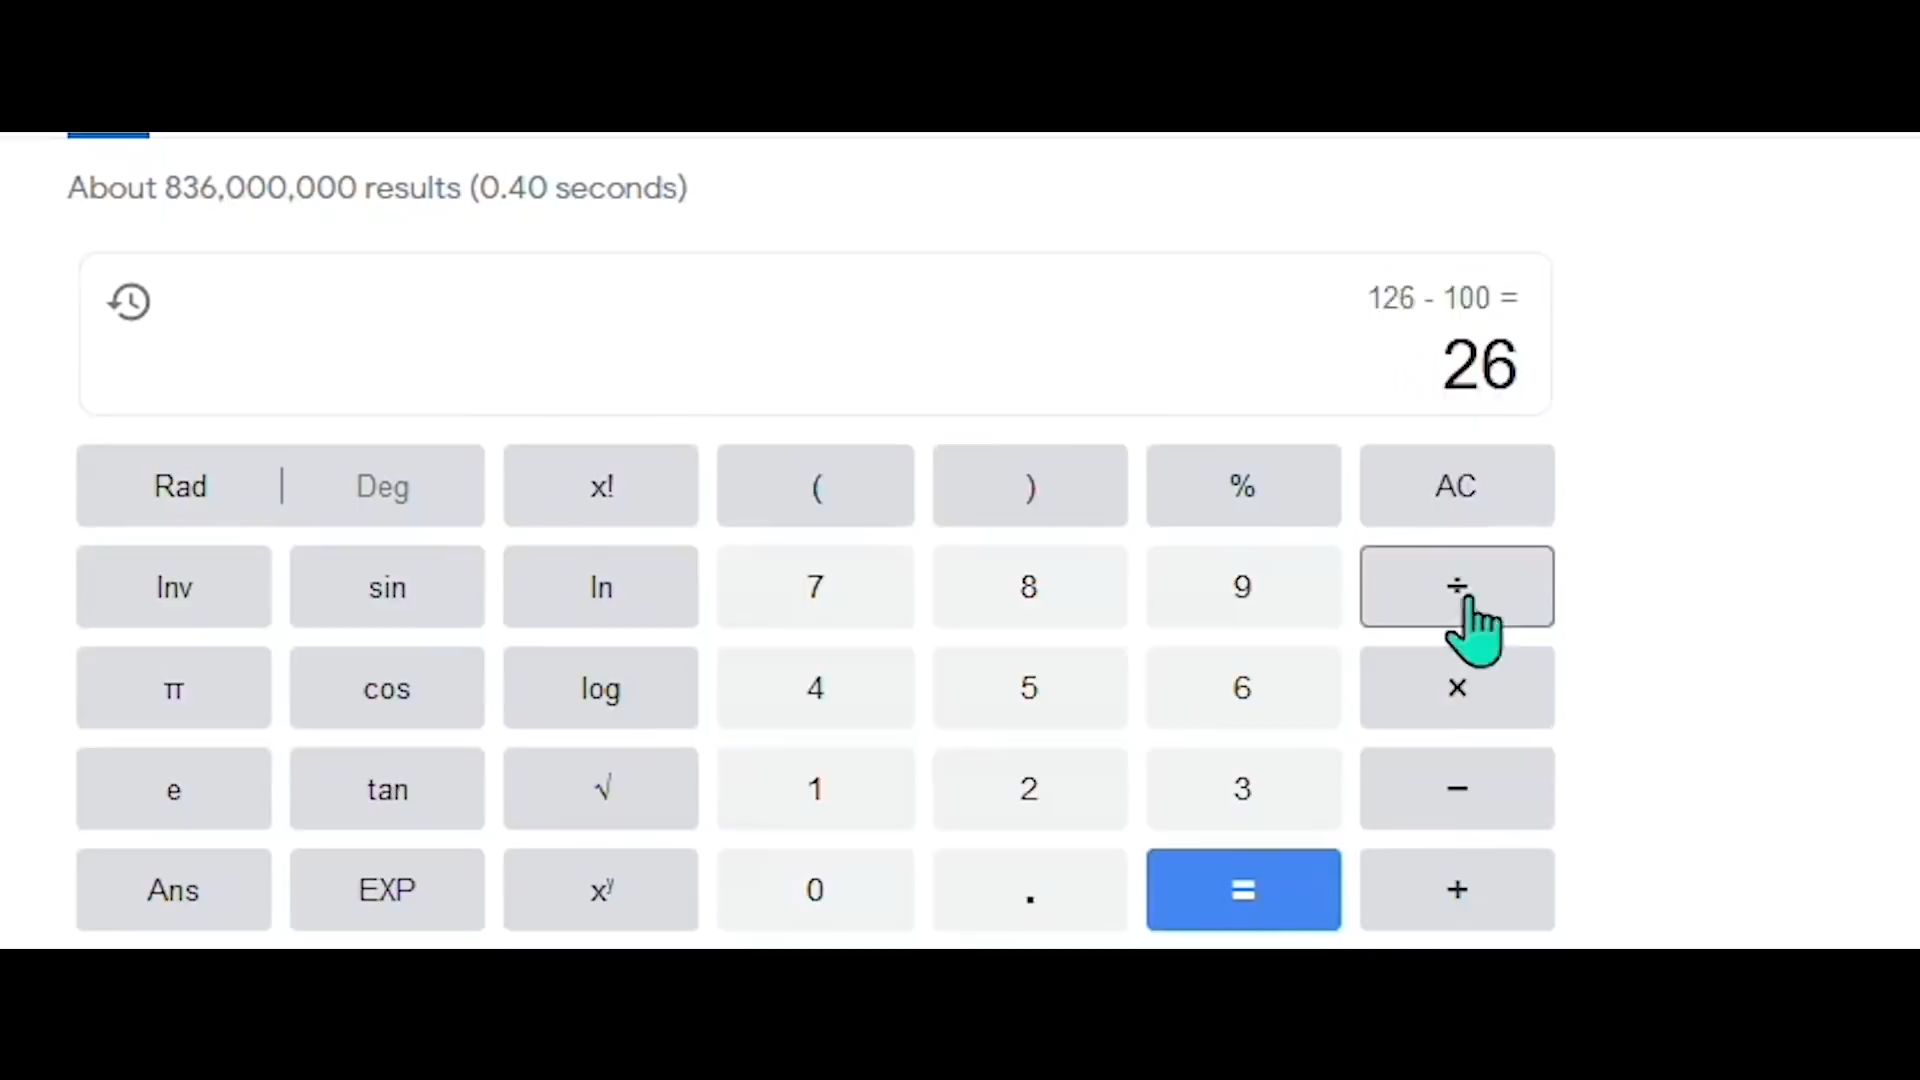 About 836,000,000 results (0.40 seconds)
126 - 100 =
26
Rad | Deg x! ( ) % AC
Inv sin ln 7 8 9 ÷
π cos log 4 5 6 ×
e tan √ 1 2 3 −
Ans EXP xʸ 0 . = +